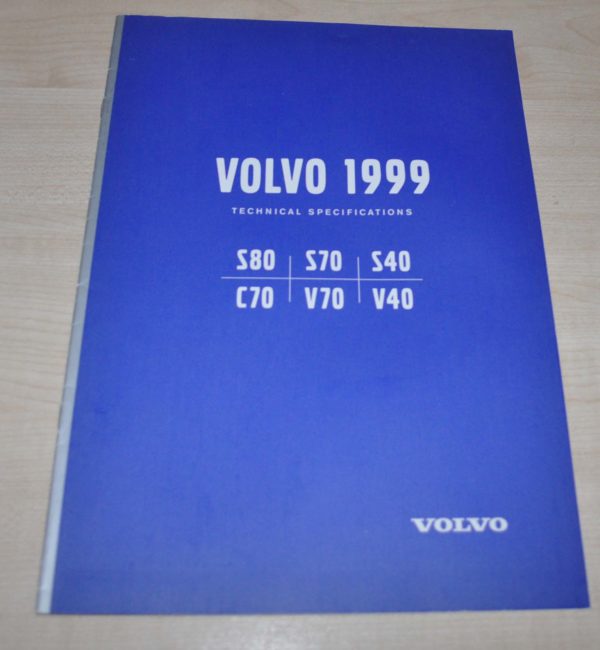 VOLVO 1999
TECHNICAL SPECIFICATIONS
S80 S70 S40
C70 V70 V40
VOLVO